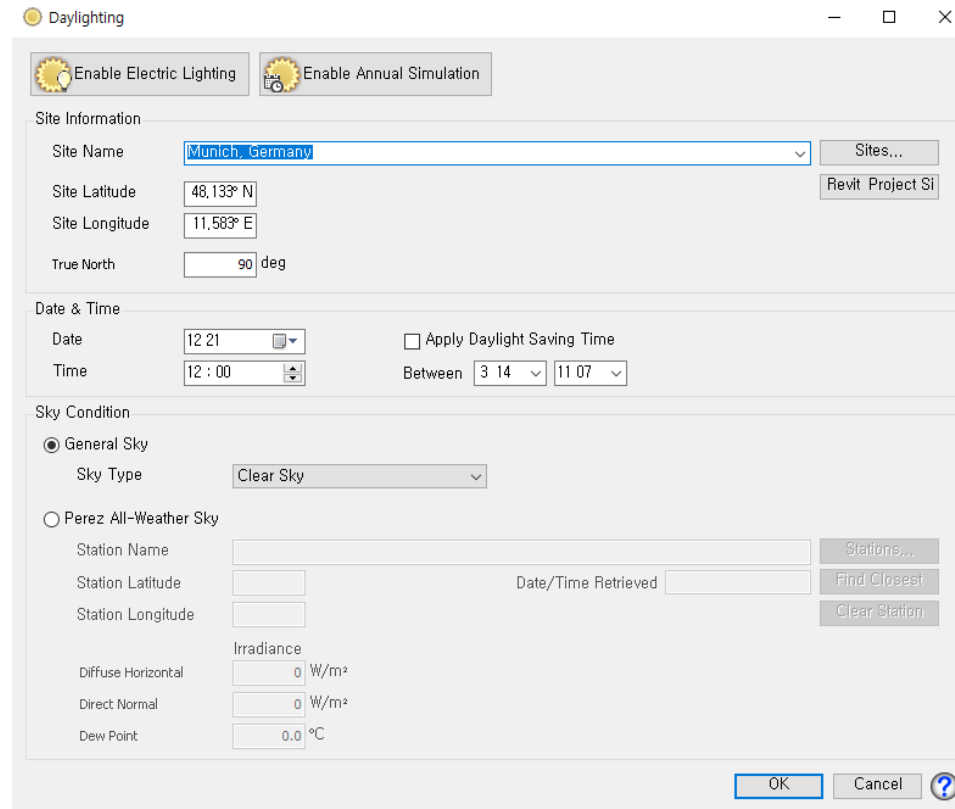 Daylighting
Enable Electric Lighting Enable Annual Simulation
Site Information
Site Name Munich, Germany Sites...
Site Latitude 48,133° N Revit Project Si
Site Longitude 11,583° E
True North 90 deg
Date & Time
Date 12 21 Apply Daylight Saving Time
Time 12 : 00 Between 3 14 11 07
Sky Condition
General Sky
Sky Type Clear Sky
Perez All-Weather Sky
Station Name Stations...
Station Latitude Date/Time Retrieved Find Closest
Station Longitude Clear Station
Irradiance
Diffuse Horizontal 0 W/m²
Direct Normal 0 W/m²
Dew Point 0.0 °C
OK Cancel ?